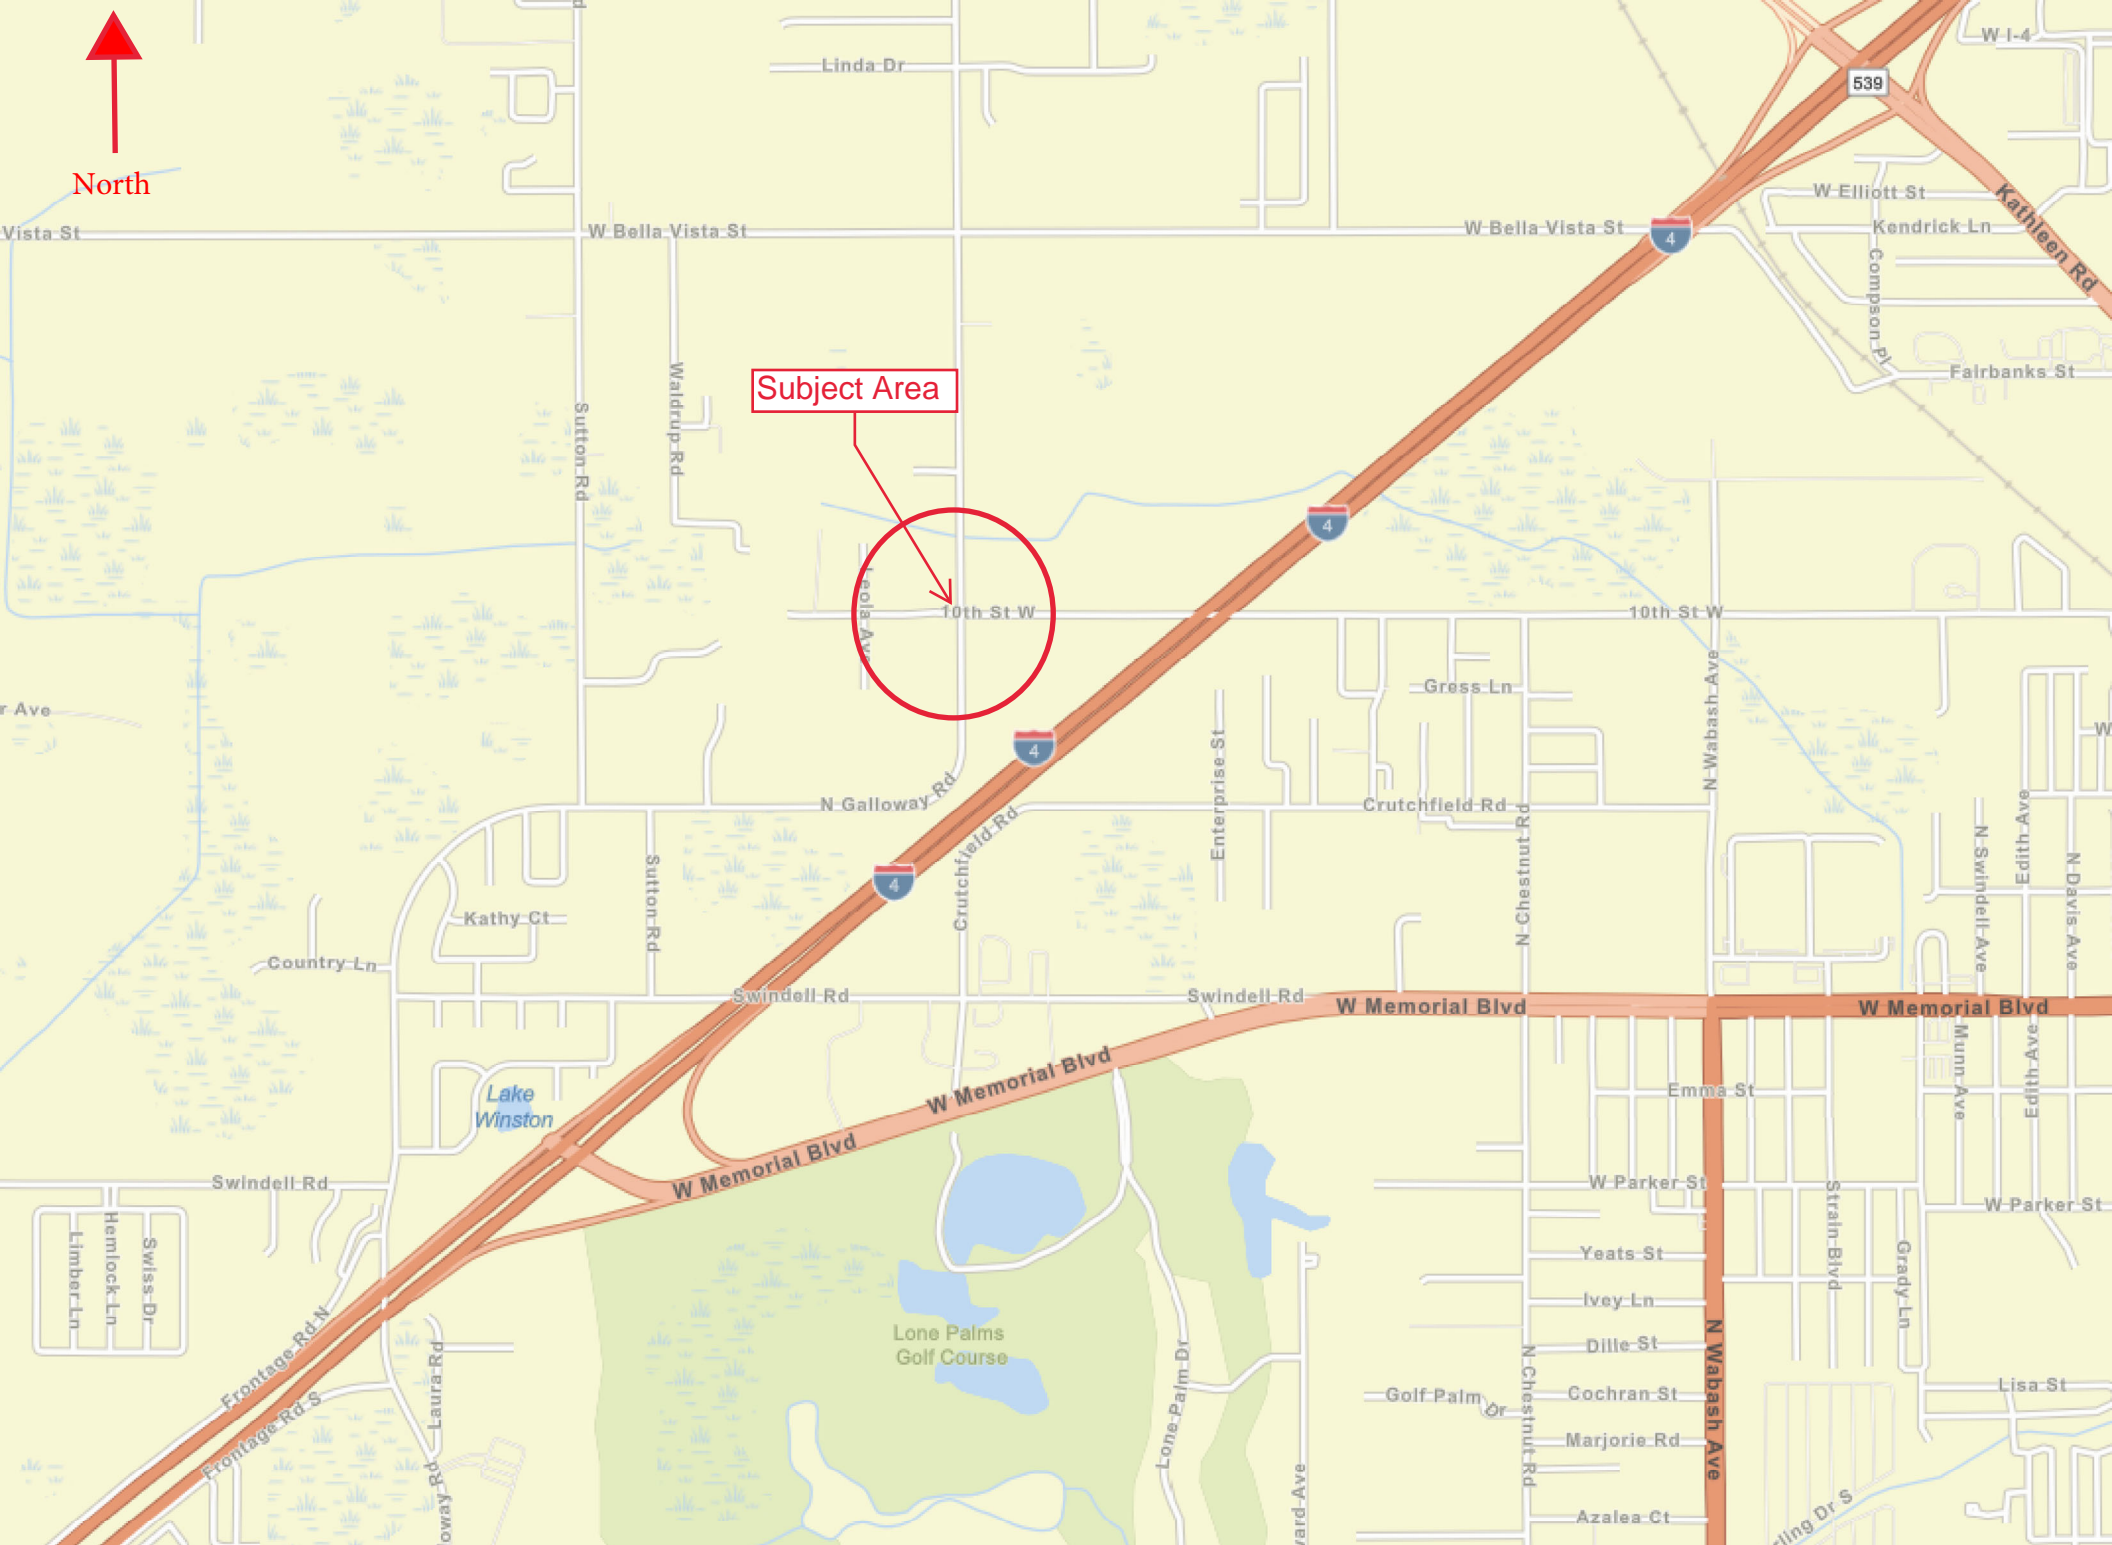 W I-4
Linda Dr
539
North
W Elliott St
Kathleen Rd
Vista St
W Bella Vista St
W Bella Vista St
4
Kendrick Ln
Compson Pl
Fairbanks St
Subject Area
Sutton Rd
Waldrup Rd
4
Leola Ave
10th St W
10th St W
Gress Ln
N Wabash Ave
r Ave
4
Enterprise St
N Galloway Rd
Crutchfield Rd
Crutchfield Rd
N Chestnut Rd
Edith Ave
N Swindell Ave
N Davis Ave
W
4
Sutton Rd
Kathy Ct
Country Ln
Swindell Rd
Swindell Rd
W Memorial Blvd
W Memorial Blvd
W Memorial Blvd
Munn Ave
Edith Ave
Lake
Winston
Emma St
W Memorial Blvd
Swindell Rd
W Parker St
Strain Blvd
W Parker St
Limber Ln
Hemlock Ln
Swiss Dr
Yeats St
Grady Ln
Ivey Ln
Frontage Rd N
Lone Palms
Golf Course
Dille St
N Wabash Ave
Laura Rd
Lone Palm Dr
N Chestnut Rd
Golf Palm Dr
Cochran St
Lisa St
Frontage Rd S
Marjorie Rd
oway Rd
vard Ave
Azalea Ct
rling Dr S